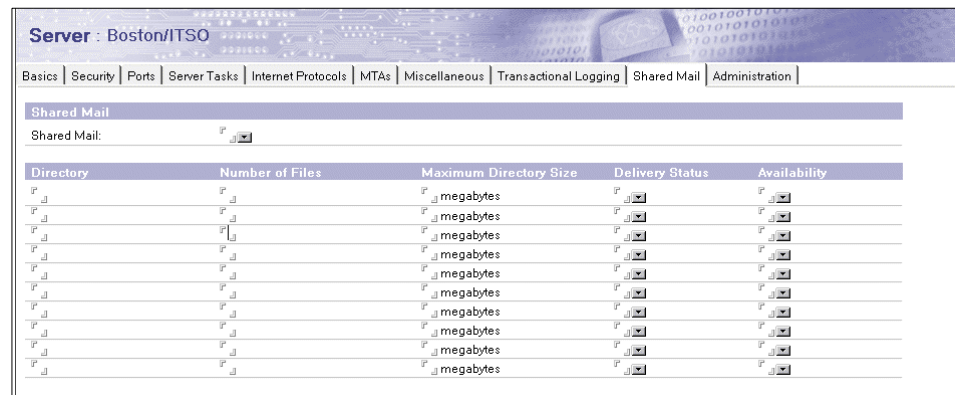 Server : Boston/ITSO
Basics | Security | Ports | Server Tasks | Internet Protocols | MTAs | Miscellaneous | Transactional Logging | Shared Mail | Administration |
Shared Mail
Shared Mail:
Directory Number of Files Maximum Directory Size Delivery Status Availability
megabytes
megabytes
megabytes
megabytes
megabytes
megabytes
megabytes
megabytes
megabytes
megabytes